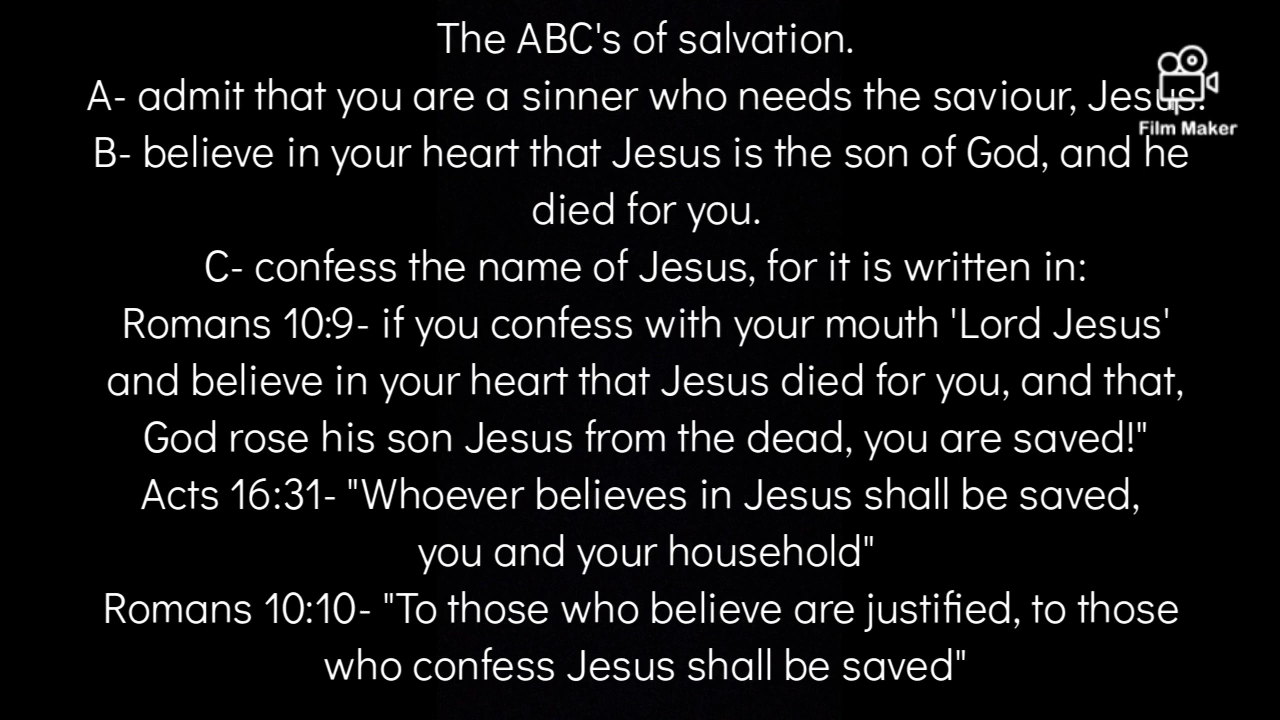 The ABC's of salvation.
A- admit that you are a sinner who needs the saviour, Jesus.
Film Maker
B- believe in your heart that Jesus is the son of God, and he
died for you.
C- confess the name of Jesus, for it is written in:
Romans 10:9- if you confess with your mouth 'Lord Jesus'
and believe in your heart that Jesus died for you, and that,
God rose his son Jesus from the dead, you are saved!"
Acts 16:31- "Whoever believes in Jesus shall be saved,
you and your household"
Romans 10:10- "To those who believe are justified, to those
who confess Jesus shall be saved"